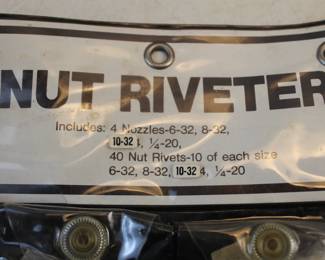 NUT RIVETER
Includes: 4 Nozzles-6-32, 8-32,
10-32, ¼-20,
40 Nut Rivets-10 of each size
6-32, 8-32, 10-32 4, ¼-20